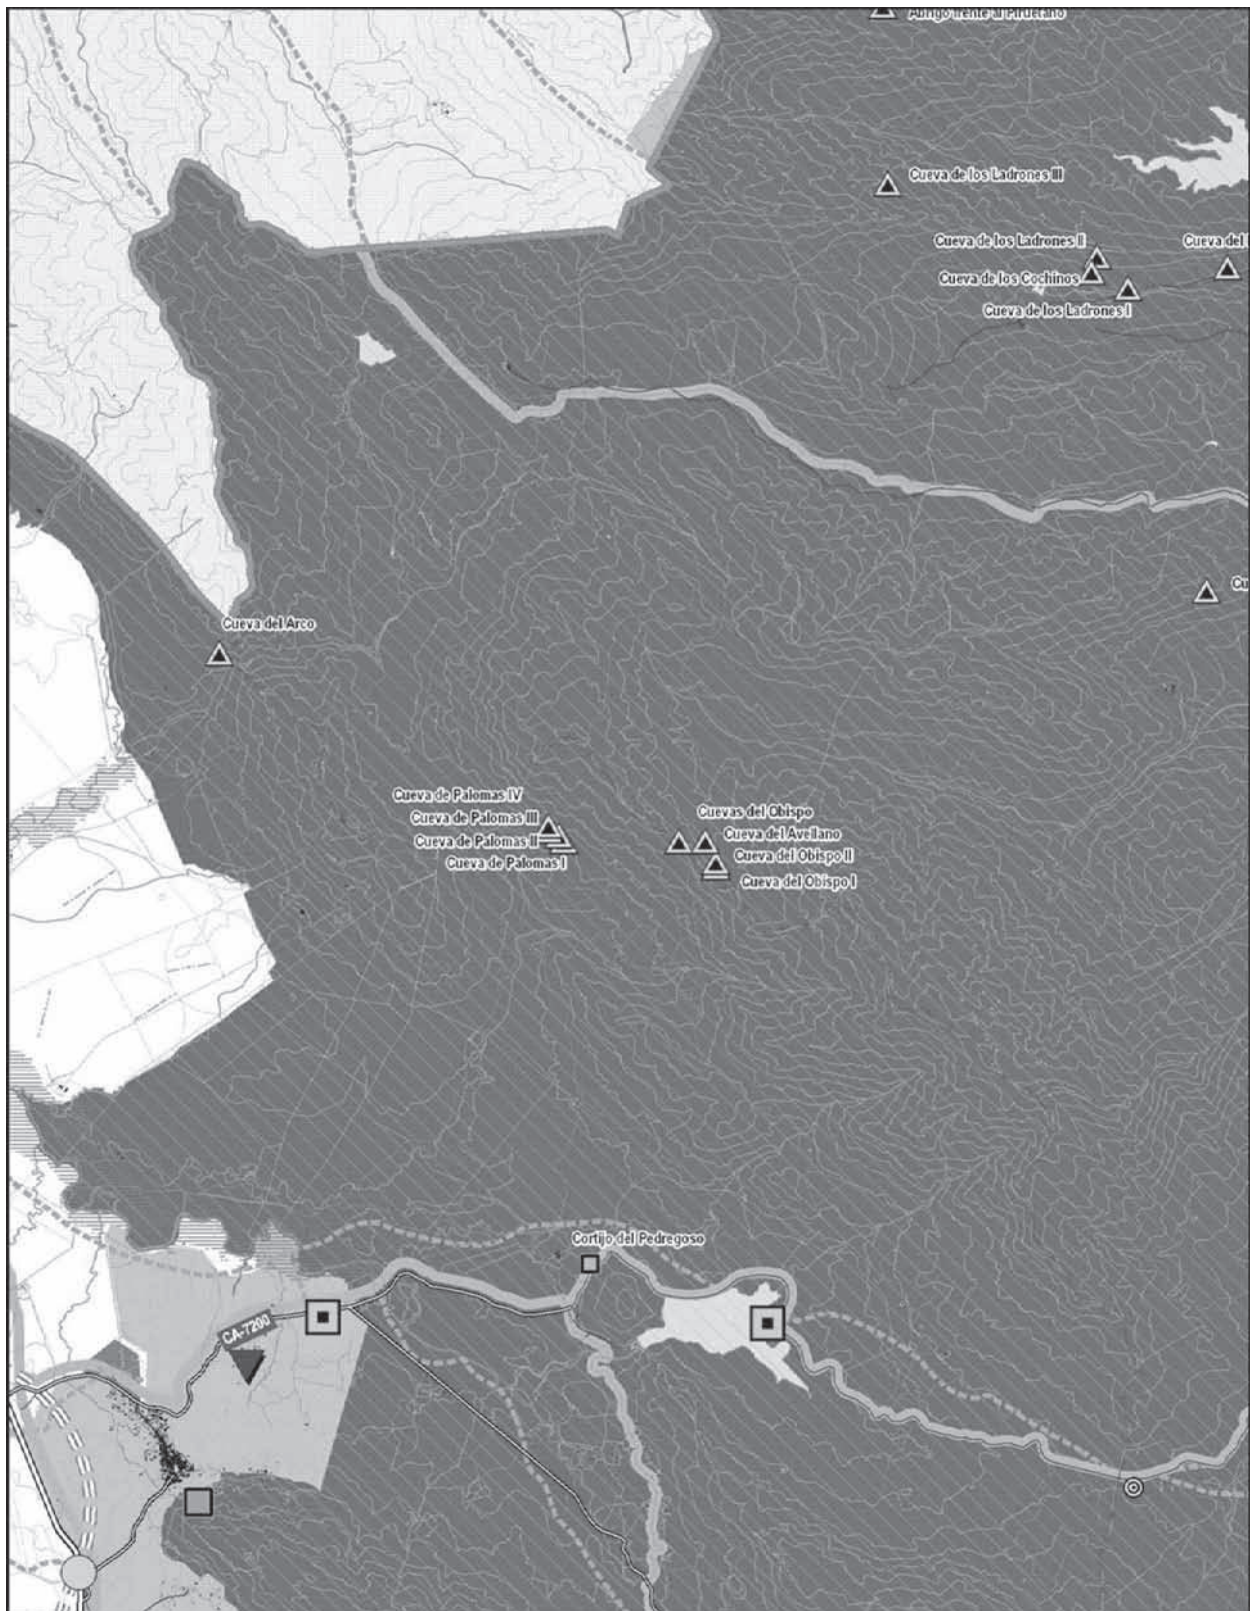 Abrigo frente al Piruetano
Cueva de los Ladrones III
Cueva de los Ladrones II
Cueva del
Cueva de los Cochinos
Cueva de los Ladrones I
Cu
Cueva del Arco
Cueva de Palomas IV
Cueva de Palomas III
Cueva de Palomas II
Cueva de Palomas I
Cuevas del Obispo
Cueva del Avellano
Cueva del Obispo II
Cueva del Obispo I
Cortijo del Pedregoso
CA-7200